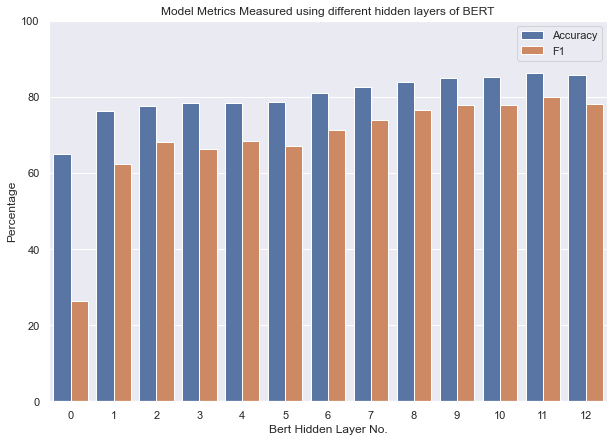 Model Metrics Measured using different hidden layers of BERT
Accuracy
F1
Percentage
100
80
60
40
20
0
0 1 2 3 4 5 6 7 8 9 10 11 12
Bert Hidden Layer No.